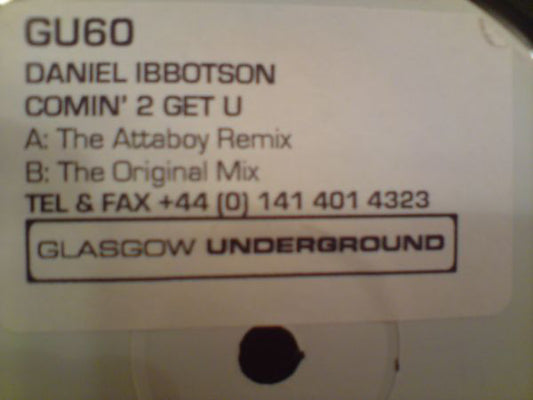 GU60
DANIEL IBBOTSON
COMIN' 2 GET U
A: The Attaboy Remix
B: The Original Mix
TEL & FAX +44 (0) 141 401 4323
GLASGOW UNDERGROUND